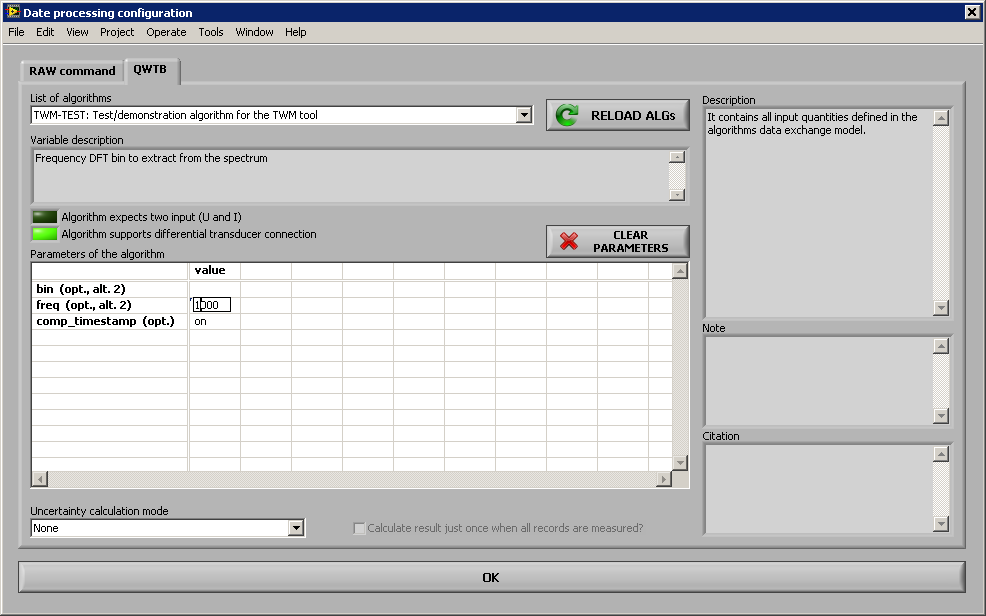 Date processing configuration
File Edit View Project Operate Tools Window Help
RAW command QWTB
List of algorithms
TWM-TEST: Test/demonstration algorithm for the TWM tool
RELOAD ALGs
Variable description
Frequency DFT bin to extract from the spectrum
Algorithm expects two input (U and I)
Algorithm supports differential transducer connection
CLEAR
PARAMETERS
Parameters of the algorithm
value
bin (opt., alt. 2)
freq (opt., alt. 2) 1000
comp_timestamp (opt.) on
Uncertainty calculation mode
None
Calculate result just once when all records are measured?
Description
It contains all input quantities defined in the
algorithms data exchange model.
Note
Citation
OK